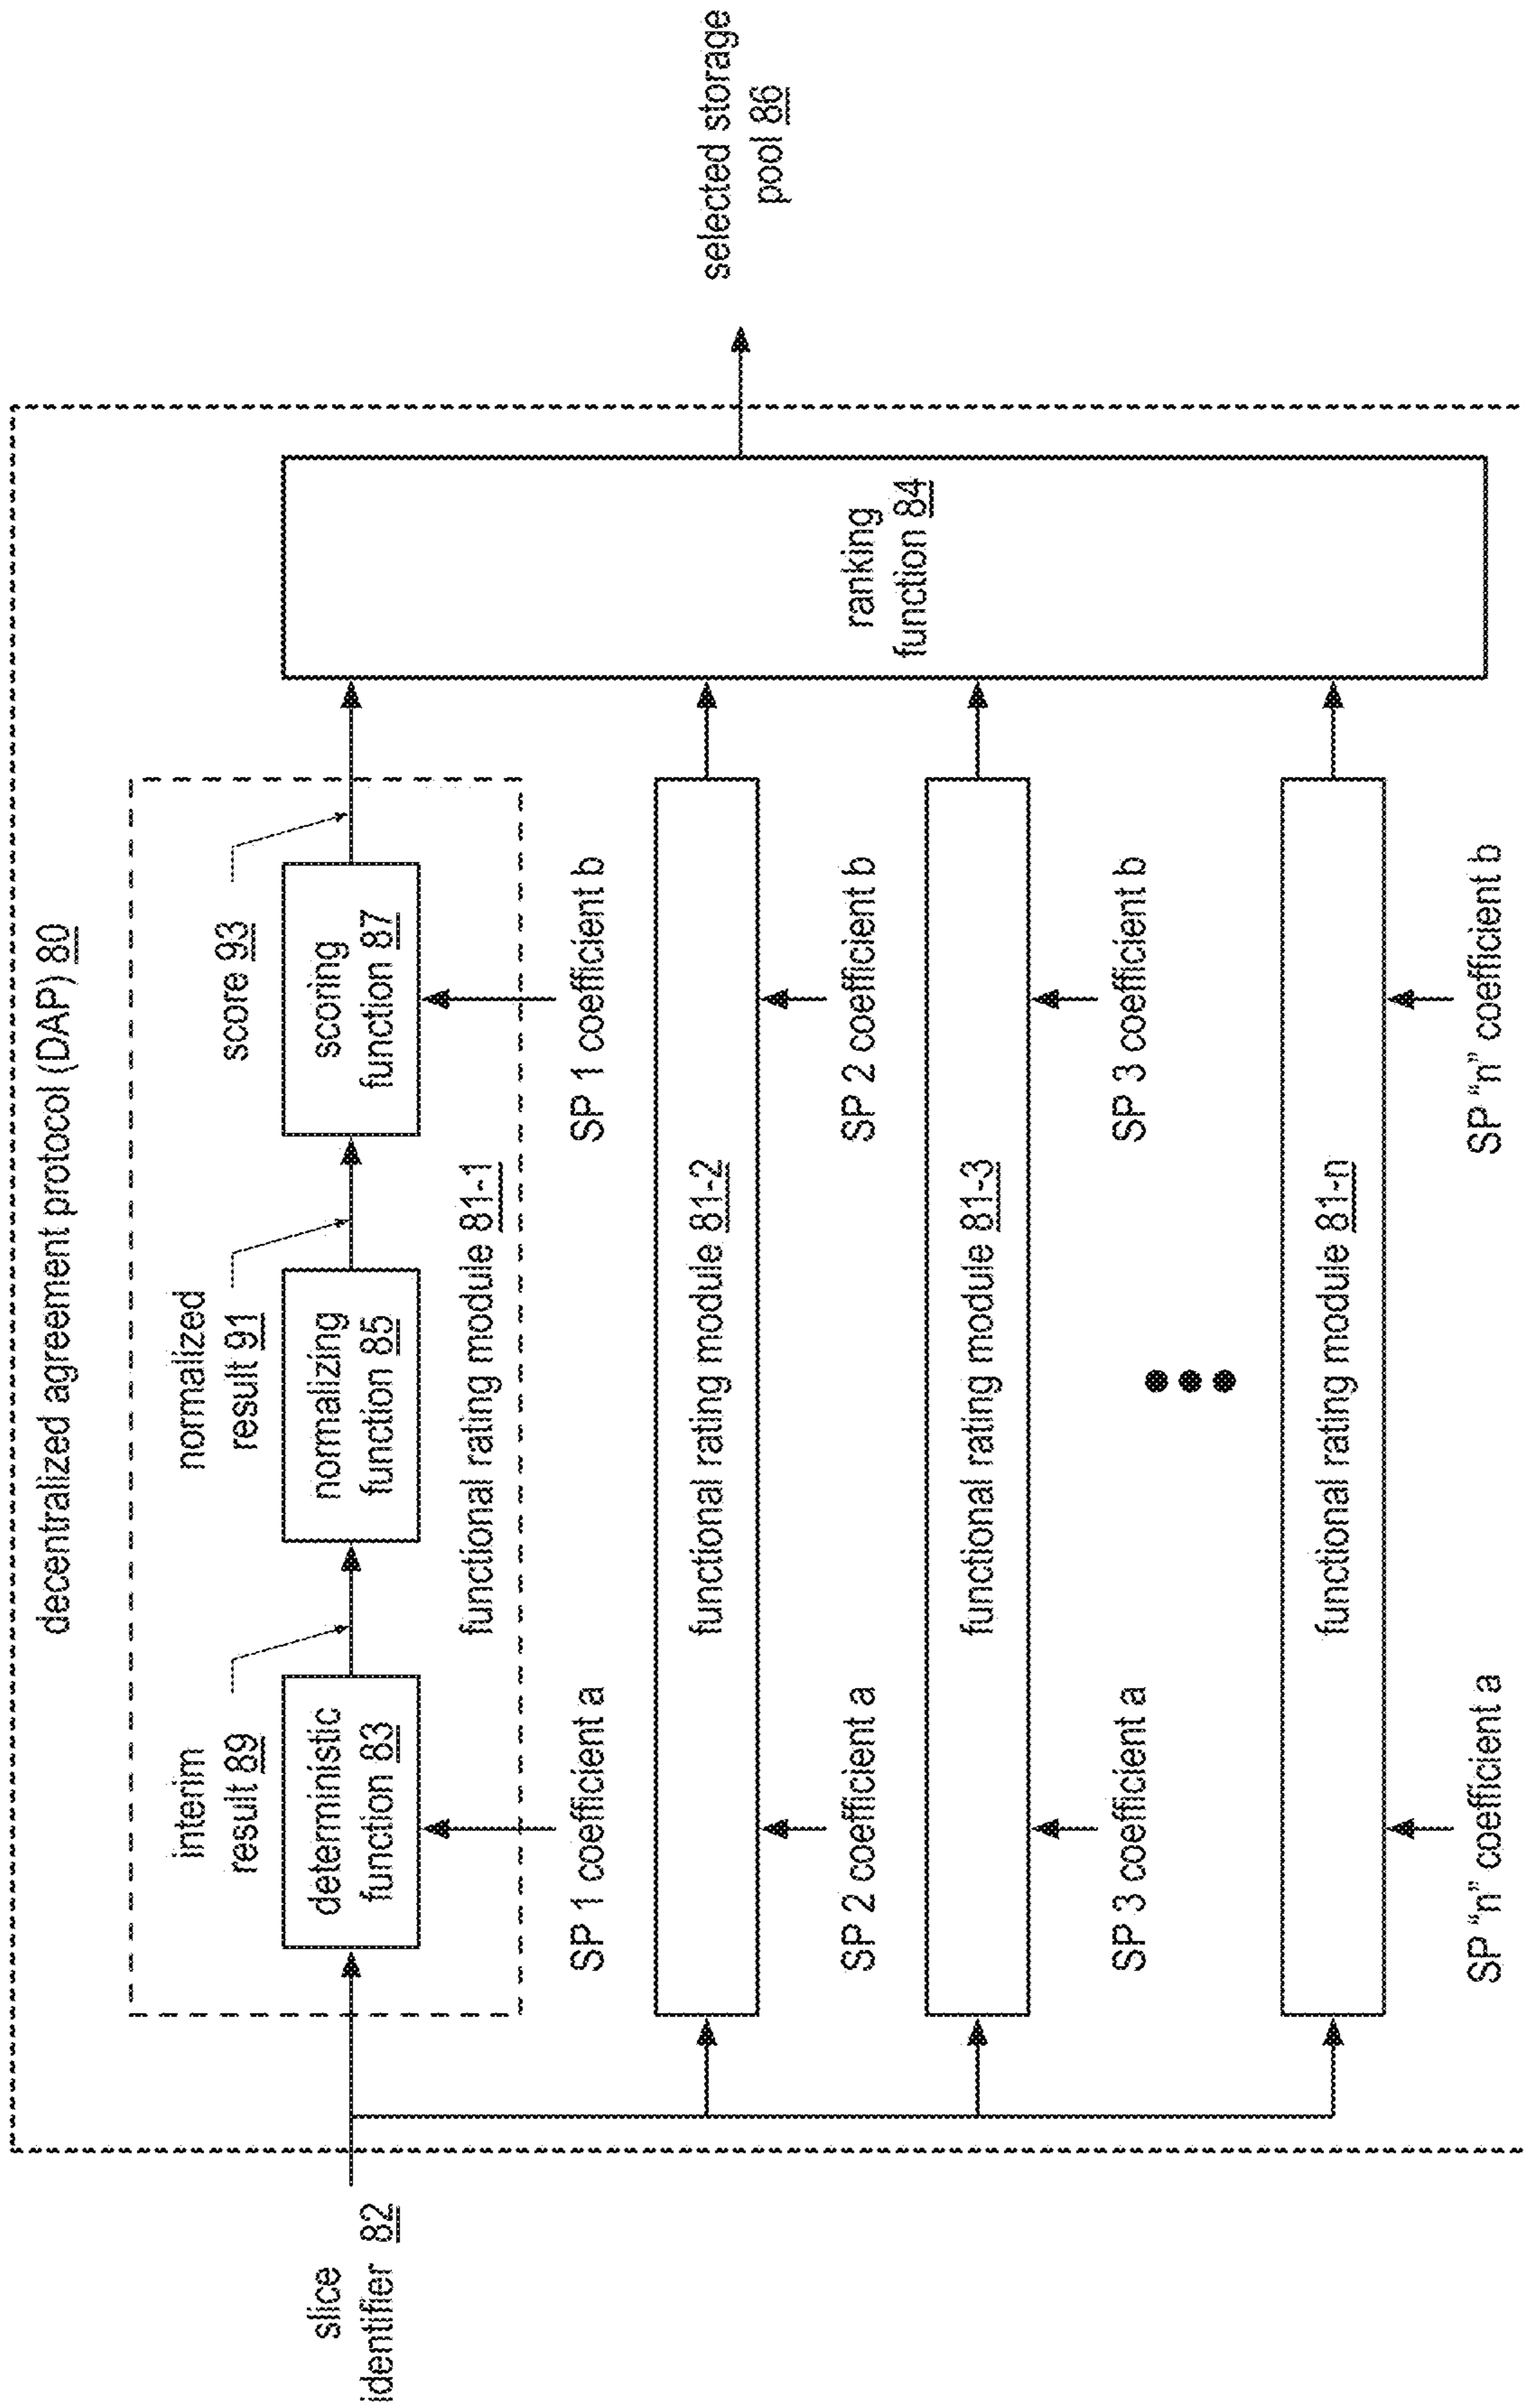 decentralized agreement protocol (DAP) 80
slice
identifier 82
interim
result 89
normalized
result 91
score 93
deterministic
function 83
normalizing
function 85
scoring
function 87
functional rating module 81-1
SP 1 coefficient a
SP 1 coefficient b
functional rating module 81-2
SP 2 coefficient a
SP 2 coefficient b
functional rating module 81-3
SP 3 coefficient a
SP 3 coefficient b
functional rating module 81-n
SP “n” coefficient a
SP “n” coefficient b
ranking
function 84
selected storage
pool 86